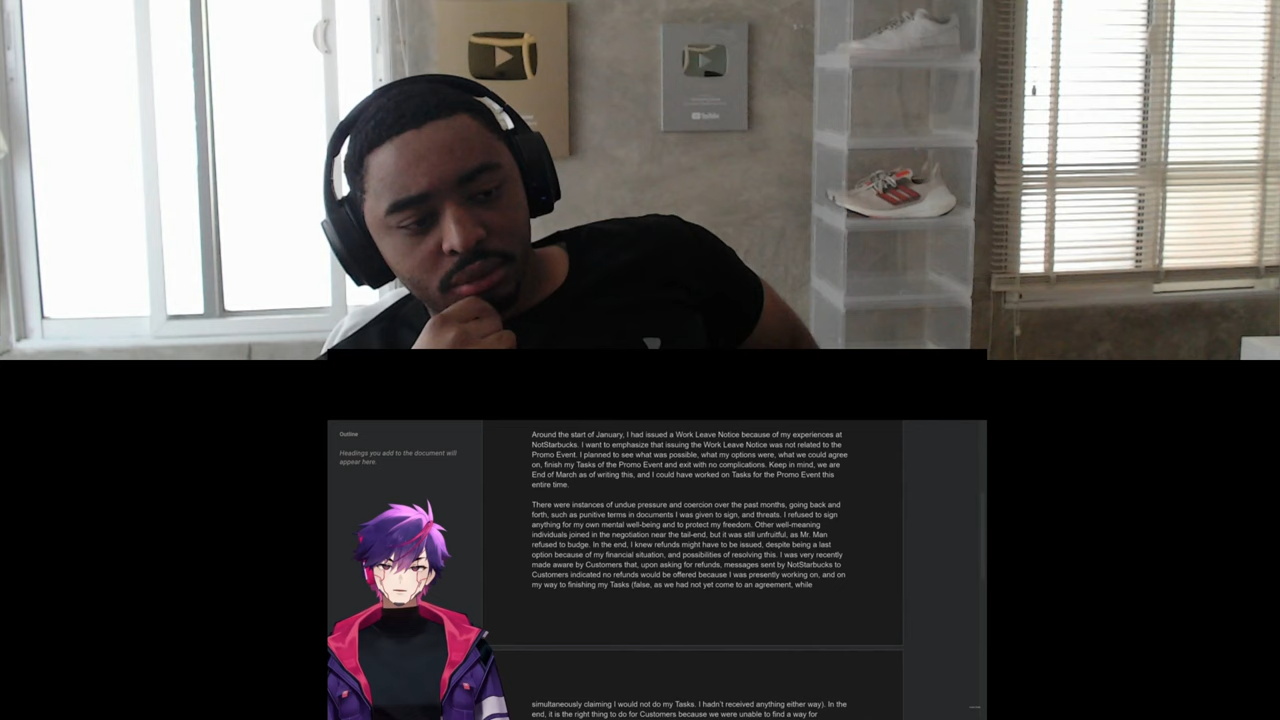 YouTube
Outline
Headings you add to the document will
appear here.
Around the start of January, I had issued a Work Leave Notice because of my experiences at
NotStarbucks. I want to emphasize that issuing the Work Leave Notice was not related to the
Promo Event. I planned to see what was possible, what my options were, what we could agree
on, finish my Tasks of the Promo Event and exit with no complications. Keep in mind, we are
End of March as of writing this, and I could have worked on Tasks for the Promo Event this
entire time.
There were instances of undue pressure and coercion over the past months, going back and
forth, such as punitive terms in documents I was given to sign, and threats. I refused to sign
anything for my own mental well-being and to protect my freedom. Other well-meaning
individuals joined in the negotiation near the tail-end, but it was still unfruitful, as Mr. Man
refused to budge. In the end, I knew refunds might have to be issued, despite being a last
option because of my financial situation, and possibilities of resolving this. I was very recently
made aware by Customers that, upon asking for refunds, messages sent by NotStarbucks to
Customers indicated no refunds would be offered because I was presently working on, and on
my way to finishing my Tasks (false, as we had not yet come to an agreement, while
simultaneously claiming I would not do my Tasks. I hadn't received anything either way). In the
end, it is the right thing to do for Customers because we were unable to find a way for